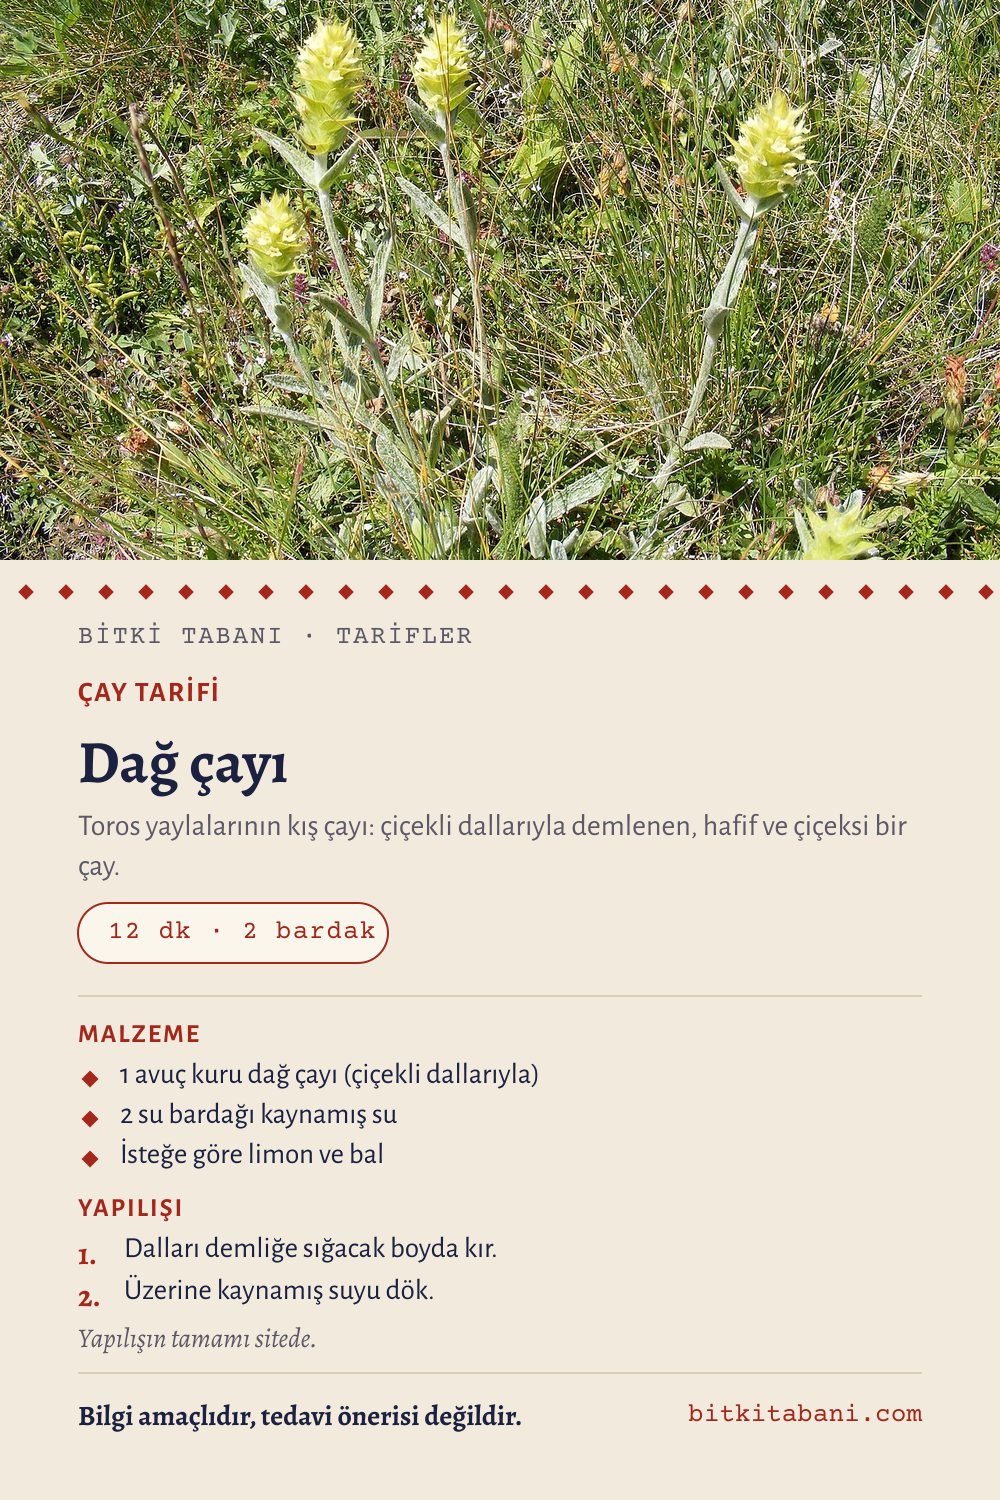 BİTKİ TABANI · TARİFLER
ÇAY TARİFİ
Dağ çayı
Toros yaylalarının kış çayı: çiçekli dallarıyla demlenen, hafif ve çiçeksi bir
çay.
12 dk · 2 bardak
MALZEME
1 avuç kuru dağ çayı (çiçekli dallarıyla)
2 su bardağı kaynamış su
İsteğe göre limon ve bal
YAPILIŞI
1. Dalları demliğe sığacak boyda kır.
2. Üzerine kaynamış suyu dök.
Yapılışın tamamı sitede.
Bilgi amaçlıdır, tedavi önerisi değildir.
bitkitabani.com